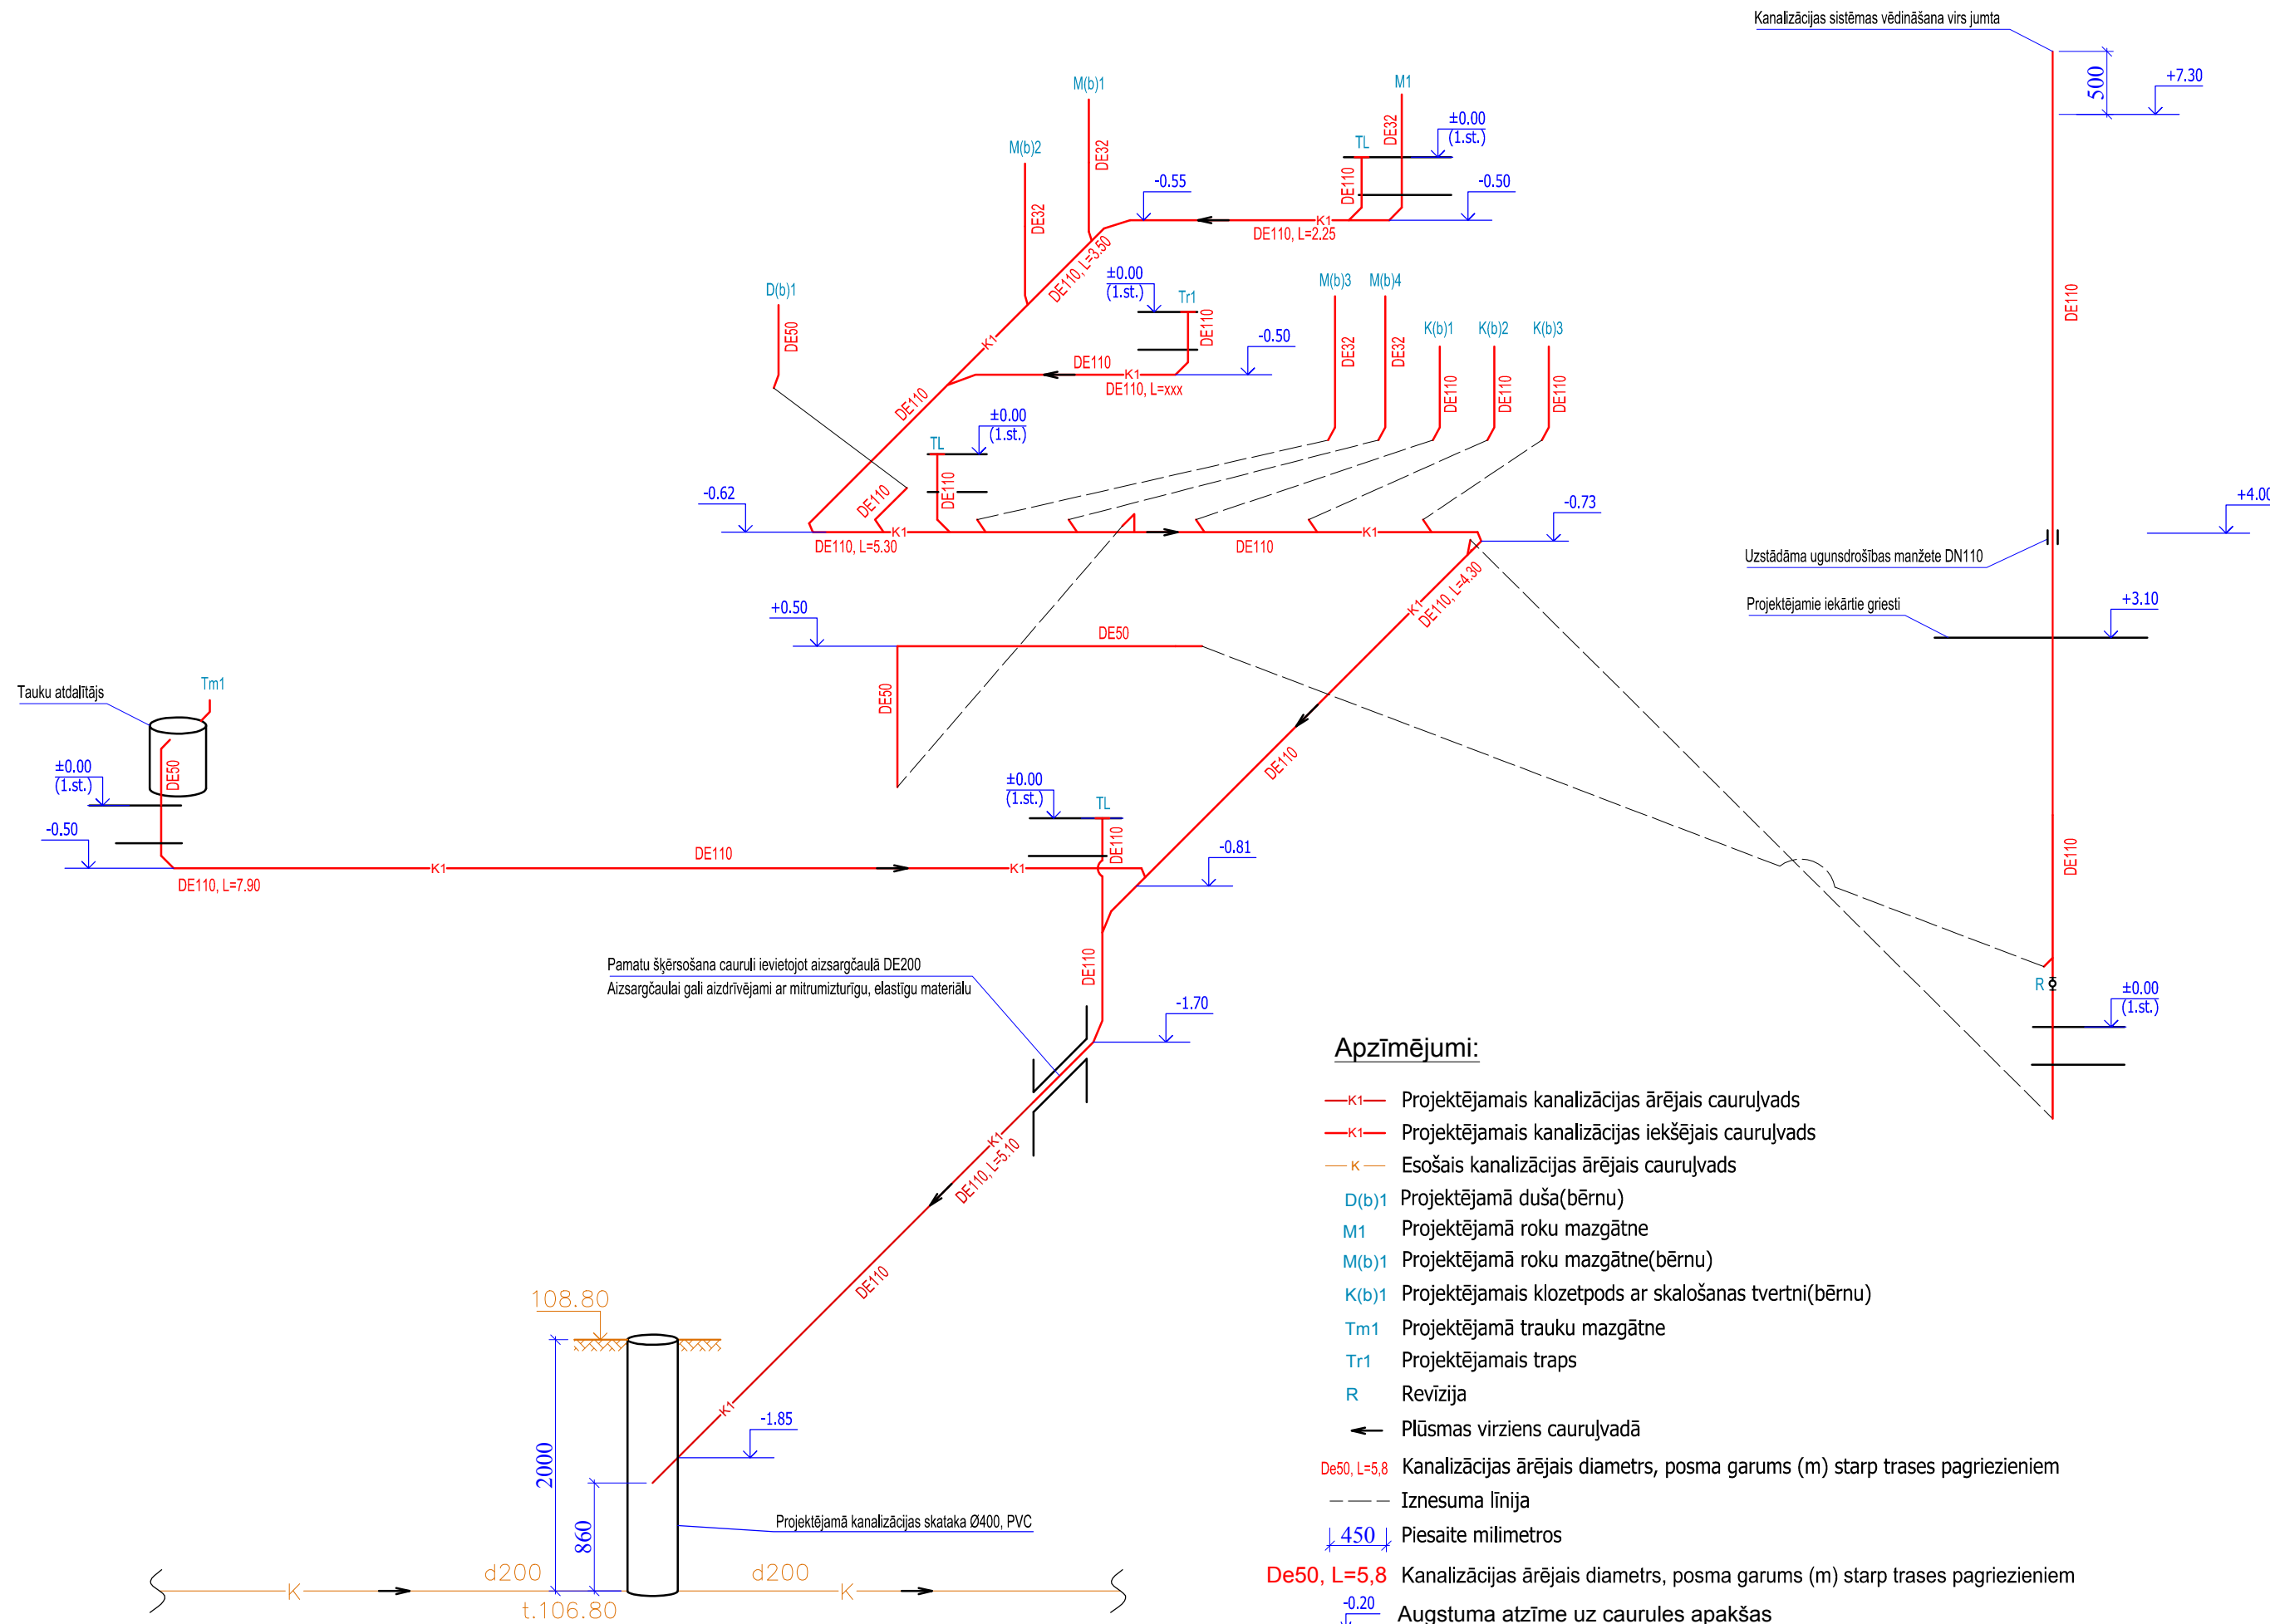 Kanalizācijas sistēmas vēdināšana virs jumta
500
+7.30
M(b)1
M1
DE32
±0.00
(1.st.)
TL
M(b)2
DE32
DE110
-0.55
-0.50
DE32
K1
DE110, L=2.25
DE110, L=3.50
±0.00
(1.st.)
Tr1
M(b)3
M(b)4
D(b)1
DE110
DE50
K(b)1
K(b)2
K(b)3
K1
-0.50
DE32
DE32
DE110
K1
DE110, L=xxx
DE110
DE110
DE110
DE110
DE110
±0.00
(1.st.)
TL
-0.62
DE110
DE110
-0.73
+4.00
K1
K1
DE110, L=5.30
DE110
Uzstādāma ugunsdrošības manžete DN110
DE110, L=4.30
K1
+0.50
DE50
Projektējamie iekārtie griesti
+3.10
Tauku atdalītājs
Tm1
DE50
DE50
DE110
±0.00
(1.st.)
±0.00
(1.st.)
TL
-0.50
DE110
DE110
-0.81
DE110
K1
K1
DE110, L=7.90
Pamatu šķērsošana cauruli ievietojot aizsargčaulā DE200
Aizsargčaulai gali aizdrīvējami ar mitrumizturīgu, elastīgu materiālu
DE110
-1.70
R
±0.00
(1.st.)
K1
DE110, L=5.10
DE110
108.80
K1
-1.85
2000
860
Projektējamā kanalizācijas skataka Ø400, PVC
d200
d200
K
K
t.106.80
Apzīmējumi:
K1 Projektējamais kanalizācijas ārējais cauruļvads
K1 Projektējamais kanalizācijas iekšējais cauruļvads
K Esošais kanalizācijas ārējais cauruļvads
D(b)1 Projektējamā duša(bērnu)
M1 Projektējamā roku mazgātne
M(b)1 Projektējamā roku mazgātne(bērnu)
K(b)1 Projektējamais klozetpods ar skalošanas tvertni(bērnu)
Tm1 Projektējamā trauku mazgātne
Tr1 Projektējamais traps
R Revīzija
Plūsmas virziens cauruļvadā
De50, L=5,8 Kanalizācijas ārējais diametrs, posma garums (m) starp trases pagriezieniem
Iznesuma līnija
450 Piesaite milimetros
De50, L=5,8 Kanalizācijas ārējais diametrs, posma garums (m) starp trases pagriezieniem
-0.20 Augstuma atzīme uz caurules apakšas